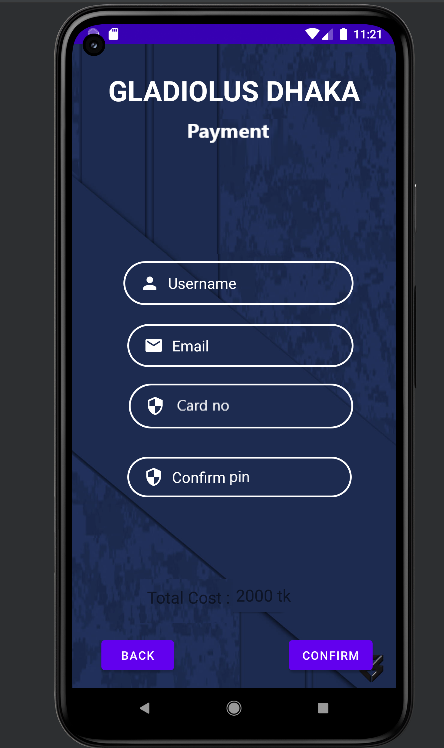 11:21
GLADIOLUS DHAKA
Payment
Username
Email
Card no
Confirm pin
Total Cost : 2000 tk
BACK CONFIRM